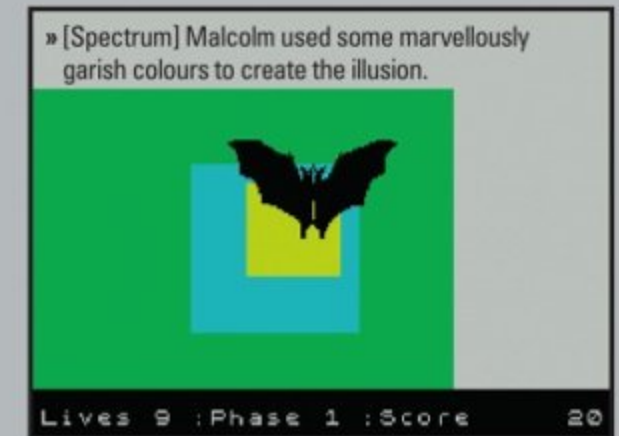 » [Spectrum] Malcolm used some marvellously
garish colours to create the illusion.
Lives 9 :Phase 1 :Score 20